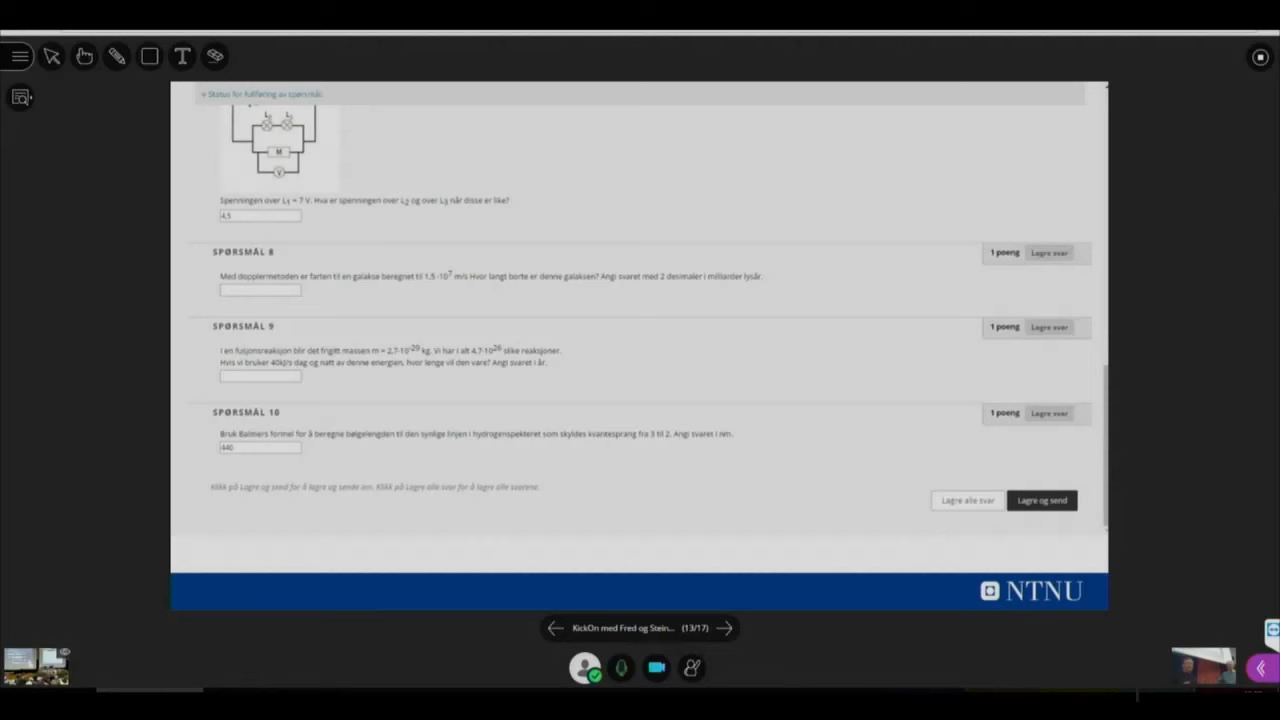 + Status for fullføring av spørsmål:
M
V
Spenningen over L1 = 7 V. Hva er spenningen over L2 og over L3 når disse er like?
4,5
SPØRSMÅL 8
1 poeng
Lagre svar
Med dopplermetoden er farten til en galakse beregnet til 1,5 ·10^7 m/s Hvor langt borte er denne galaksen? Angi svaret med 2 desimaler i milliarder lysår.
SPØRSMÅL 9
1 poeng
Lagre svar
I en fusjonsreaksjon blir det frigitt massen m = 2,7·10^-29 kg. Vi har i alt 4,7·10^26 slike reaksjoner.
Hvis vi bruker 40kJ/s dag og natt av denne energien, hvor lenge vil den vare? Angi svaret i år.
SPØRSMÅL 10
1 poeng
Lagre svar
Bruk Balmers formel for å beregne bølgelengden til den synlige linjen i hydrogenspekteret som skyldes kvantesprang fra 3 til 2. Angi svaret i nm.
440
Klikk på Lagre og send for å lagre og sende inn. Klikk på Lagre alle svar for å lagre alle svarene.
Lagre alle svar
Lagre og send
NTNU
KickOn med Fred og Stein... (13/17)